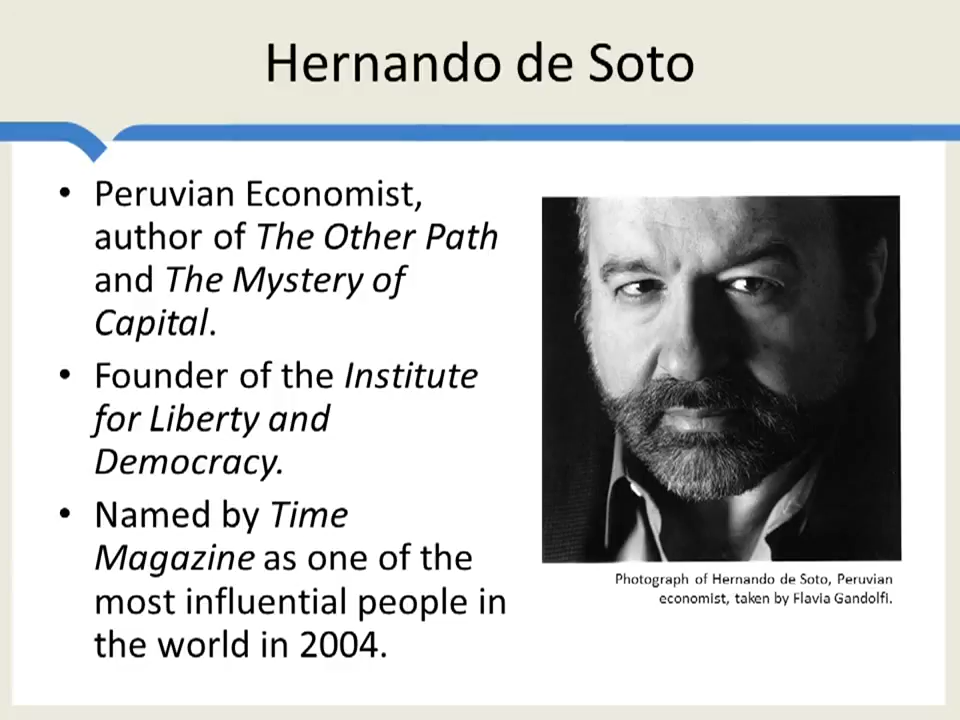 Hernando de Soto
• Peruvian Economist,
author of The Other Path
and The Mystery of
Capital.
• Founder of the Institute
for Liberty and
Democracy.
• Named by Time
Magazine as one of the
most influential people in
the world in 2004.
Photograph of Hernando de Soto, Peruvian
economist, taken by Flavia Gandolfi.